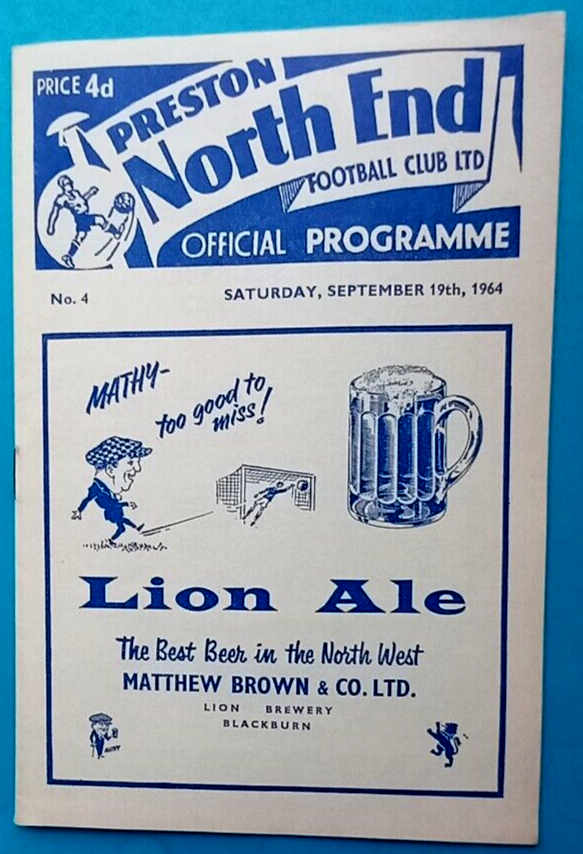 PRICE 4d
PRESTON
North End
FOOTBALL CLUB LTD
OFFICIAL PROGRAMME
No. 4
SATURDAY, SEPTEMBER 19th, 1964
MATHY-
too good to
miss!
Lion Ale
The Best Beer in the North West
MATTHEW BROWN & CO. LTD.
LION BREWERY
BLACKBURN
MATHY